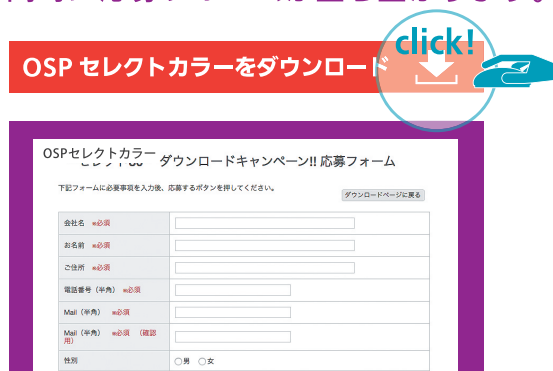 click!
OSP セレクトカラーをダウンロード
OSPセレクトカラー
ダウンロードキャンペーン!! 応募フォーム
下記フォームに必要事項を入力後、応募するボタンを押してください。
ダウンロードページに戻る
会社名 ※必須
お名前 ※必須
ご住所 ※必須
電話番号（半角） ※必須
Mail（半角） ※必須
Mail（半角） ※必須 （確認
用）
性別 男 女